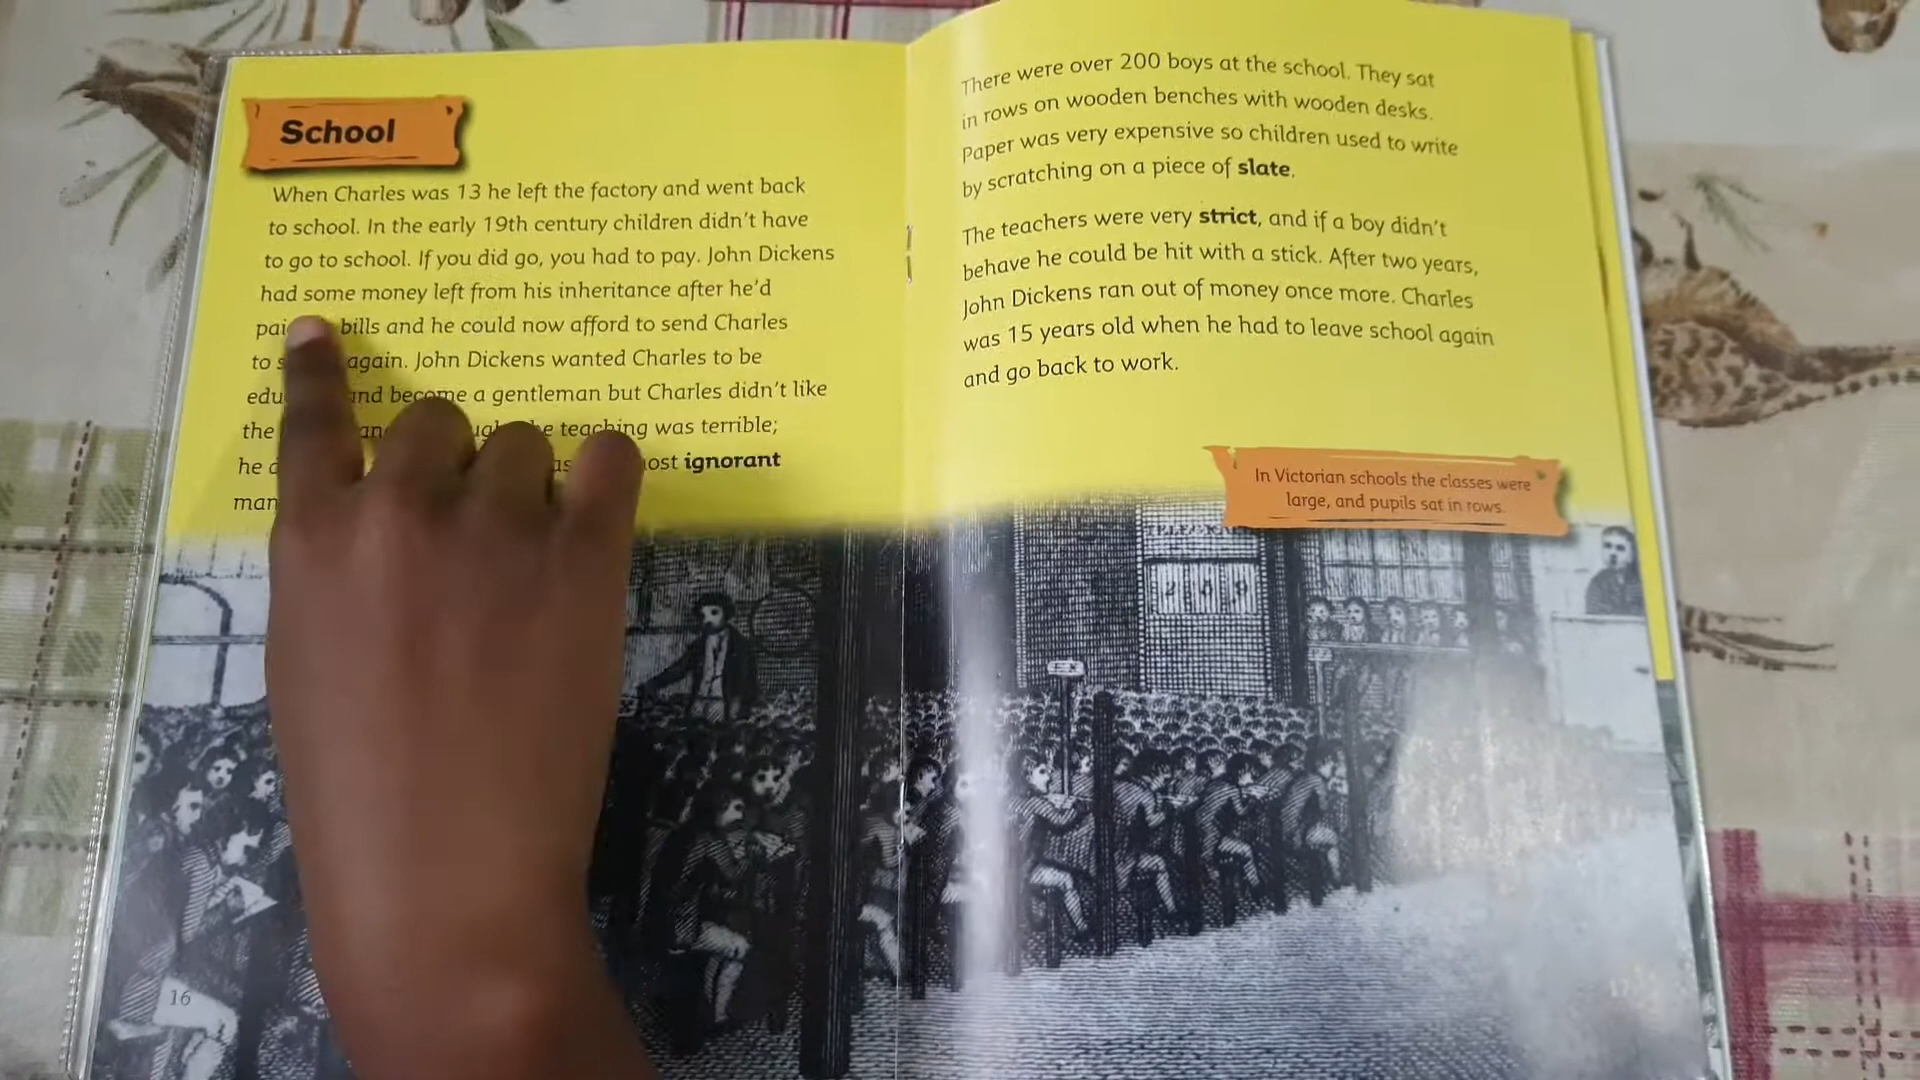 School
When Charles was 13 he left the factory and went back
to school. In the early 19th century children didn't have
to go to school. If you did go, you had to pay. John Dickens
had some money left from his inheritance after he'd
bills and he could now afford to send Charles
to again. John Dickens wanted Charles to be
and become a gentleman but Charles didn't like
the teaching was terrible;
he ignorant
16
There were over 200 boys at the school. They sat
in rows on wooden benches with wooden desks.
Paper was very expensive so children used to write
by scratching on a piece of slate.
The teachers were very strict, and if a boy didn't
behave he could be hit with a stick. After two years,
John Dickens ran out of money once more. Charles
was 15 years old when he had to leave school again
and go back to work.
In Victorian schools the classes were
large, and pupils sat in rows.
EX